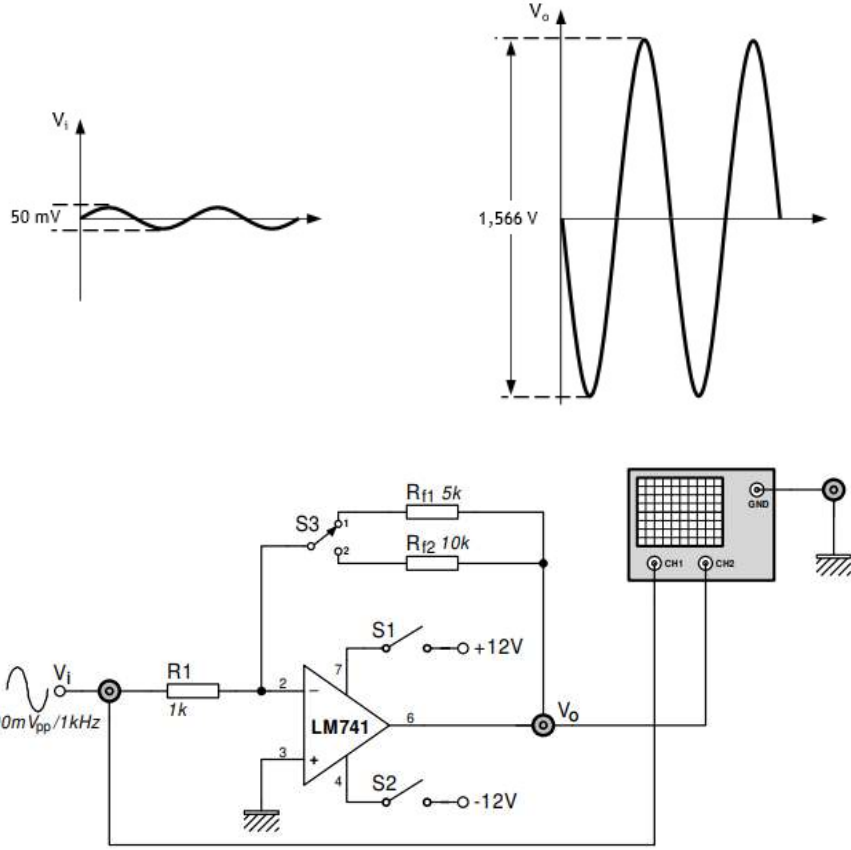 Vo
Vi
50 mV
1,566 V
Rf1 5k
S3
1
Rf2 10k
2
GND
CH1
CH2
S1
+12V
7
Vi
R1
2
−
1k
LM741
6
Vo
0mVpp/1kHz
3
+
4
S2
-12V